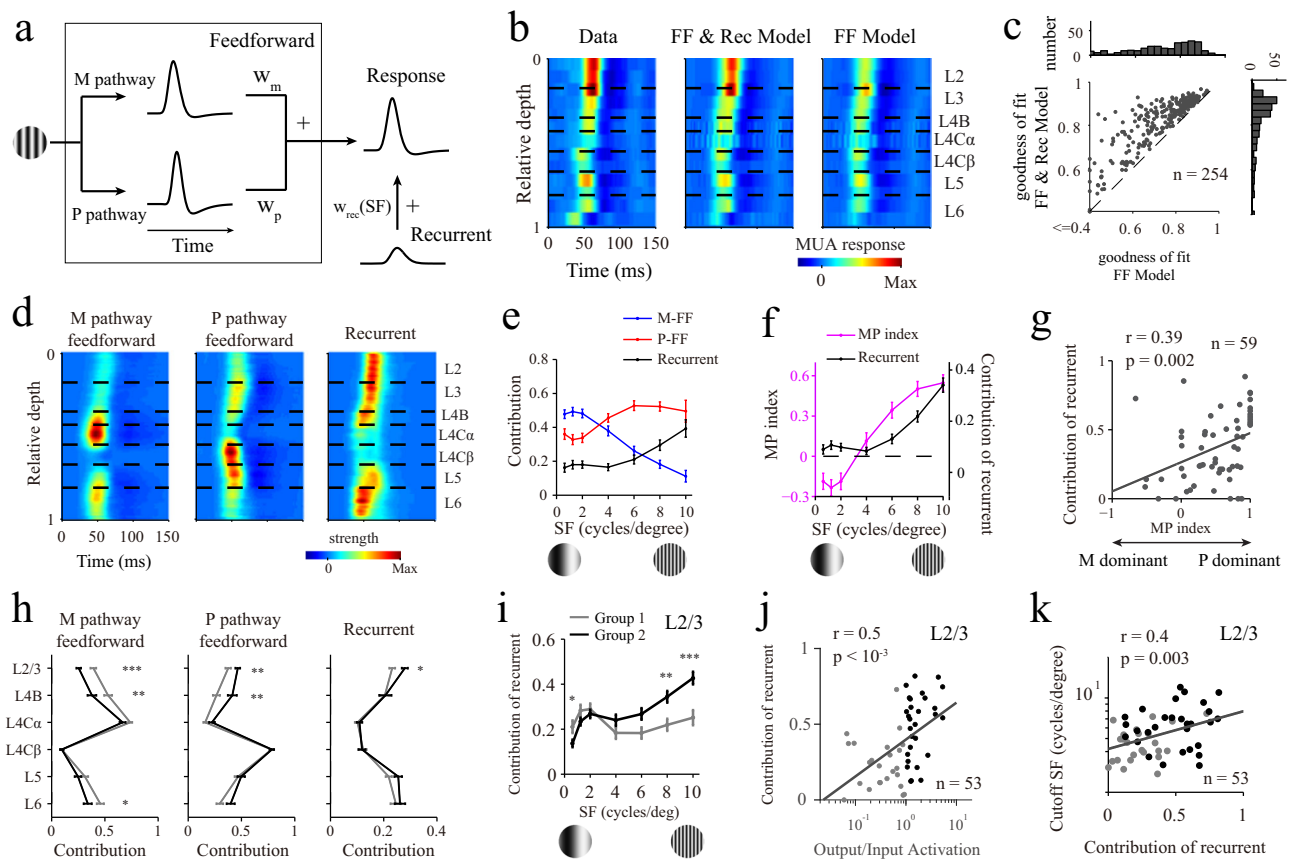 a
Feedforward
M pathway
W_m
Response
+
P pathway
W_p
Time
w_rec(SF)
+
Recurrent
b
Data
FF & Rec Model
FF Model
0
Relative depth
1
L2
L3
L4B
L4Cα
L4Cβ
L5
L6
0 50 100 150
Time (ms)
MUA response
0 Max
c
number
50
0
0 50
goodness of fit
FF & Rec Model
1
0.8
0.6
n = 254
<=0.4 0.6 0.8 1
goodness of fit
FF Model
d
M pathway
feedforward
P pathway
feedforward
Recurrent
0
Relative depth
1
L2
L3
L4B
L4Cα
L4Cβ
L5
L6
0 50 100 150
Time (ms)
strength
0 Max
e
M-FF
P-FF
Recurrent
Contribution
0.8
0.6
0.4
0.2
0
0 2 4 6 8 10
SF (cycles/degree)
f
MP index
Recurrent
MP index
0.6
0.3
0
−0.3
Contribution of recurrent
0.4
0.2
0
0 2 4 6 8 10
SF (cycles/degree)
g
r = 0.39
p = 0.002
n = 59
Contribution of recurrent
1
0.5
0
−1 0 1
MP index
M dominant P dominant
h
M pathway
feedforward
P pathway
feedforward
Recurrent
L2/3
L4B
L4Cα
L4Cβ
L5
L6
***
**
*
**
**
*
0 0.5 1
Contribution
0 0.5 1
Contribution
0 0.2 0.4
Contribution
i
Group 1
Group 2
L2/3
Contribution of recurrent
0.6
0.4
0.2
0
*
**
***
0 2 4 6 8 10
SF (cycles/deg)
j
r = 0.5
p < 10^-3
L2/3
Contribution of recurrent
1
0.5
0
n = 53
10^-1 10^0 10^1
Output/Input Activation
k
r = 0.4
p = 0.003
L2/3
Cutoff SF (cycles/degree)
10^1
n = 53
0 0.5 1
Contribution of recurrent